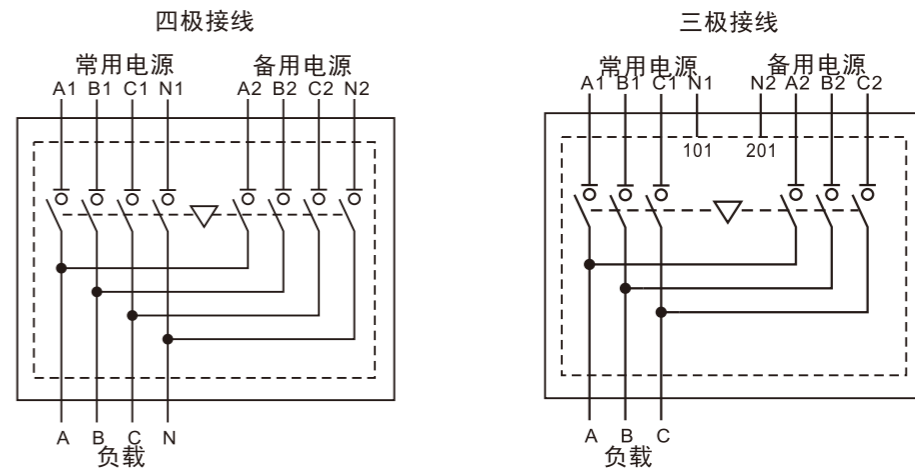 四极接线
常用电源 备用电源
A1 B1 C1 N1 A2 B2 C2 N2
A B C N
负载
三极接线
常用电源 备用电源
A1 B1 C1 N1 N2 A2 B2 C2
101 201
A B C
负载